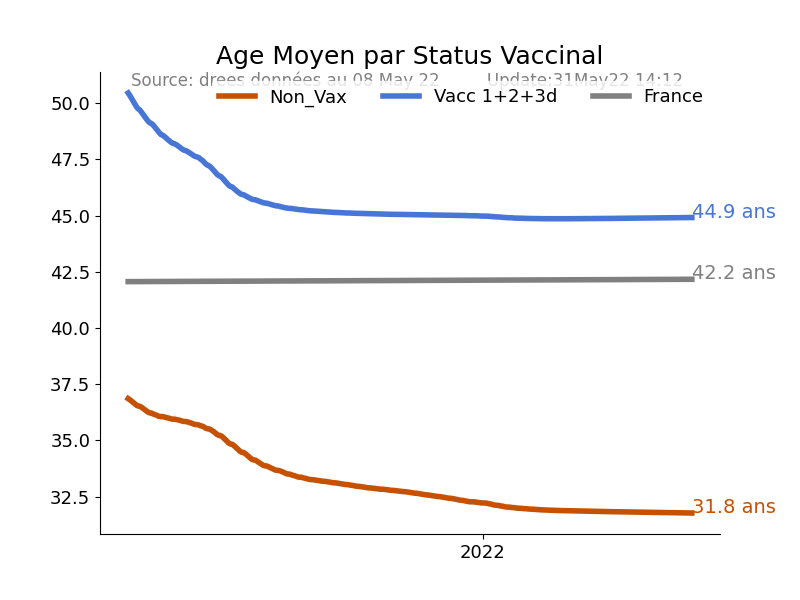 Age Moyen par Status Vaccinal
Source: drees données au 08 May 22 Update:31May22 14:12
Non_Vax Vacc 1+2+3d France
50.0
47.5
45.0
42.5
40.0
37.5
35.0
32.5
44.9 ans
42.2 ans
31.8 ans
2022